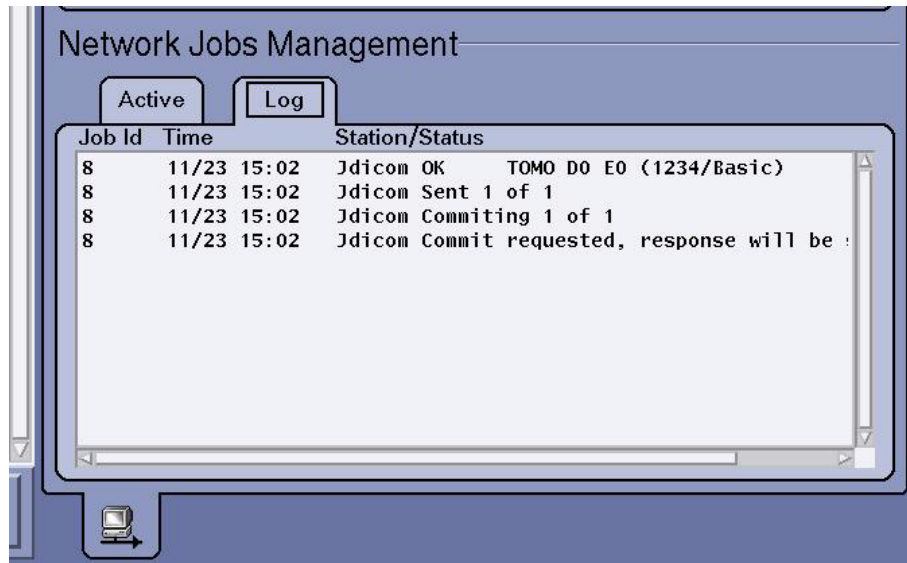 Network Jobs Management
Active Log
Job Id Time Station/Status
8 11/23 15:02 Jdicom OK TOMO DO EO (1234/Basic)
8 11/23 15:02 Jdicom Sent 1 of 1
8 11/23 15:02 Jdicom Commiting 1 of 1
8 11/23 15:02 Jdicom Commit requested, response will be